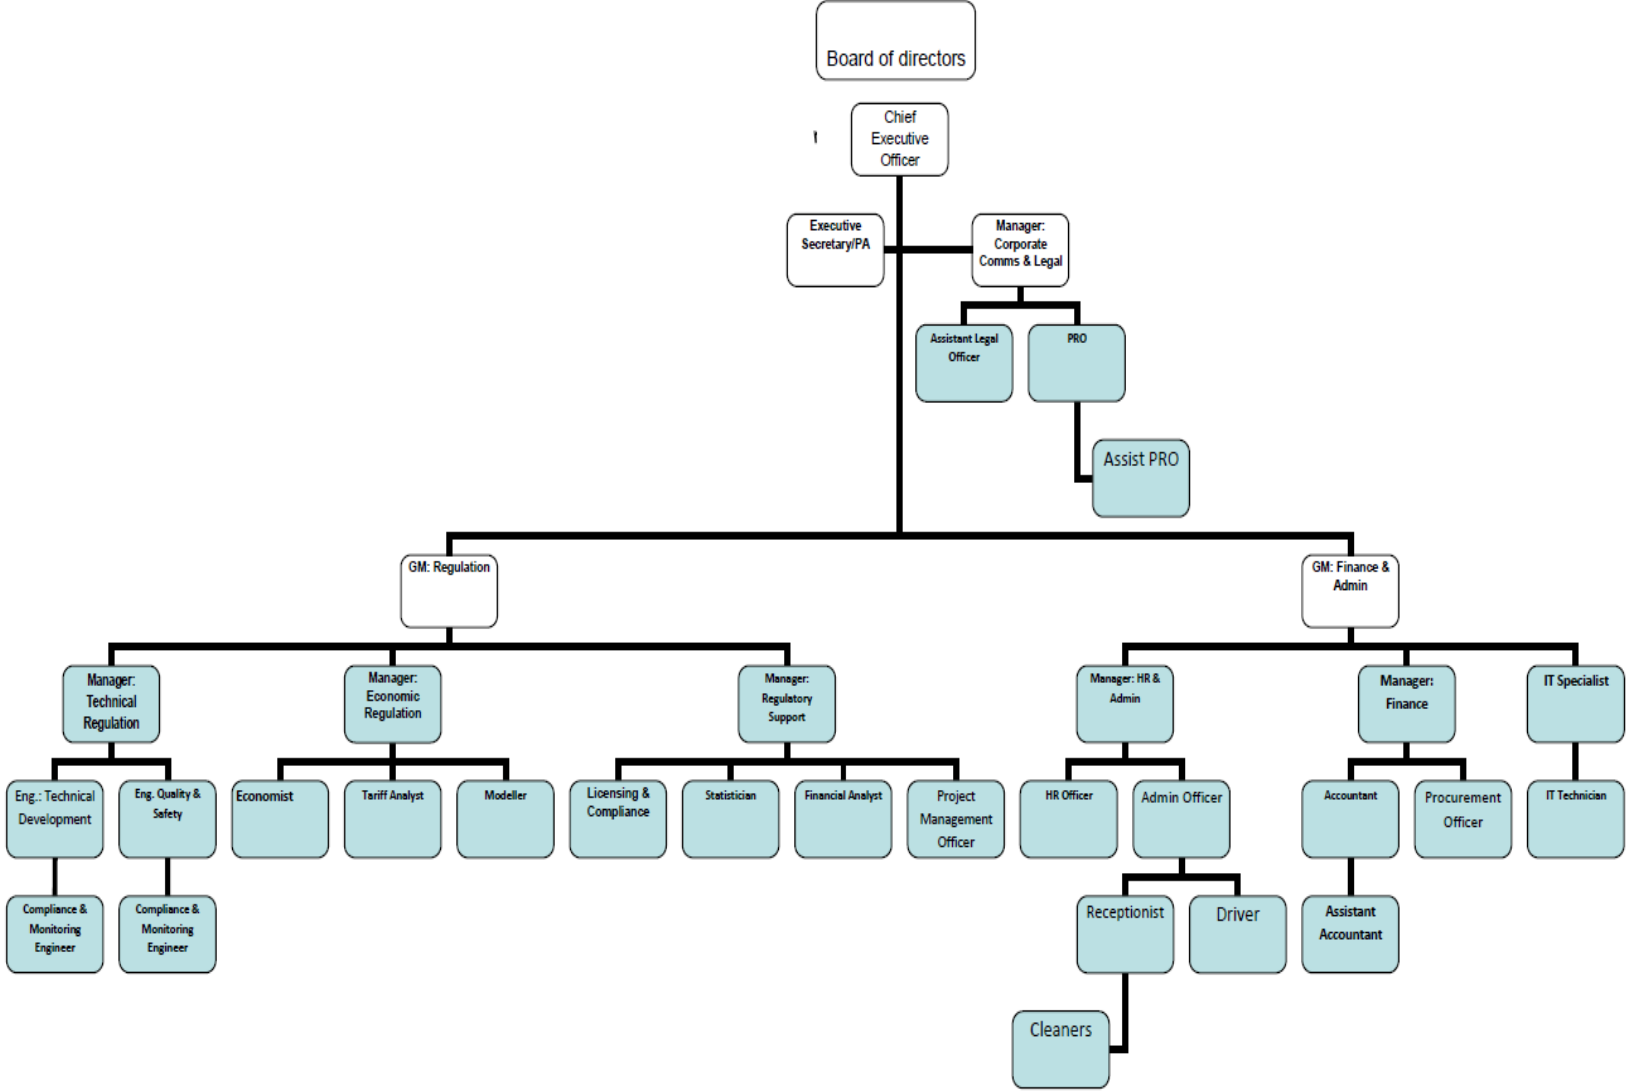 Board of directors
Chief
Executive
Officer
Executive
Secretary/PA
Manager:
Corporate
Comms & Legal
Assistant Legal
Officer
PRO
Assist PRO
GM: Regulation
GM: Finance &
Admin
Manager:
Technical
Regulation
Manager:
Economic
Regulation
Manager:
Regulatory
Support
Manager: HR &
Admin
Manager:
Finance
IT Specialist
Eng.: Technical
Development
Eng. Quality &
Safety
Economist
Tariff Analyst
Modeller
Licensing &
Compliance
Statistician
Financial Analyst
Project
Management
Officer
HR Officer
Admin Officer
Accountant
Procurement
Officer
IT Technician
Compliance &
Monitoring
Engineer
Compliance &
Monitoring
Engineer
Receptionist
Driver
Assistant
Accountant
Cleaners